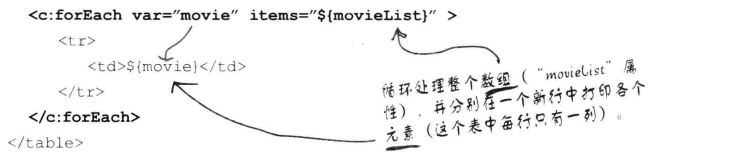 <c:forEach var="movie" items="${movieList}" >
<tr>
<td>${movie}</td>
</tr>
</c:forEach>
</table>
循环处理整个数组（“movieList”属
性），并分别在一个新行中打印各个
元素（这个表中每行只有一列）。